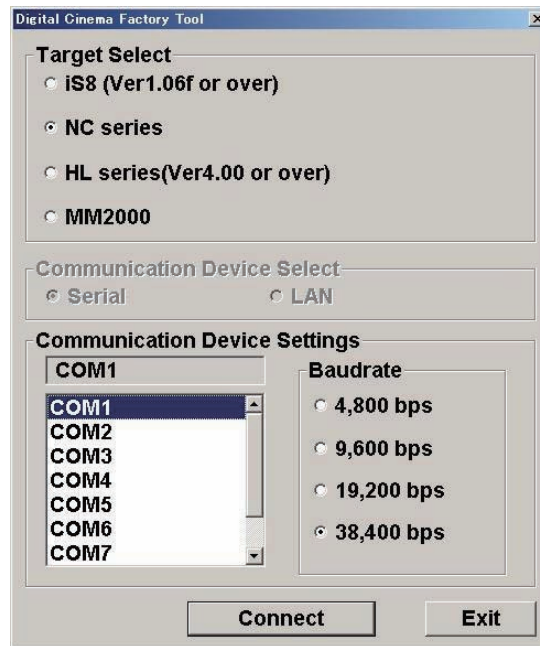 Digital Cinema Factory Tool
Target Select
iS8 (Ver1.06f or over)
NC series
HL series(Ver4.00 or over)
MM2000
Communication Device Select
Serial
LAN
Communication Device Settings
COM1
COM1
COM2
COM3
COM4
COM5
COM6
COM7
Baudrate
4,800 bps
9,600 bps
19,200 bps
38,400 bps
Connect
Exit